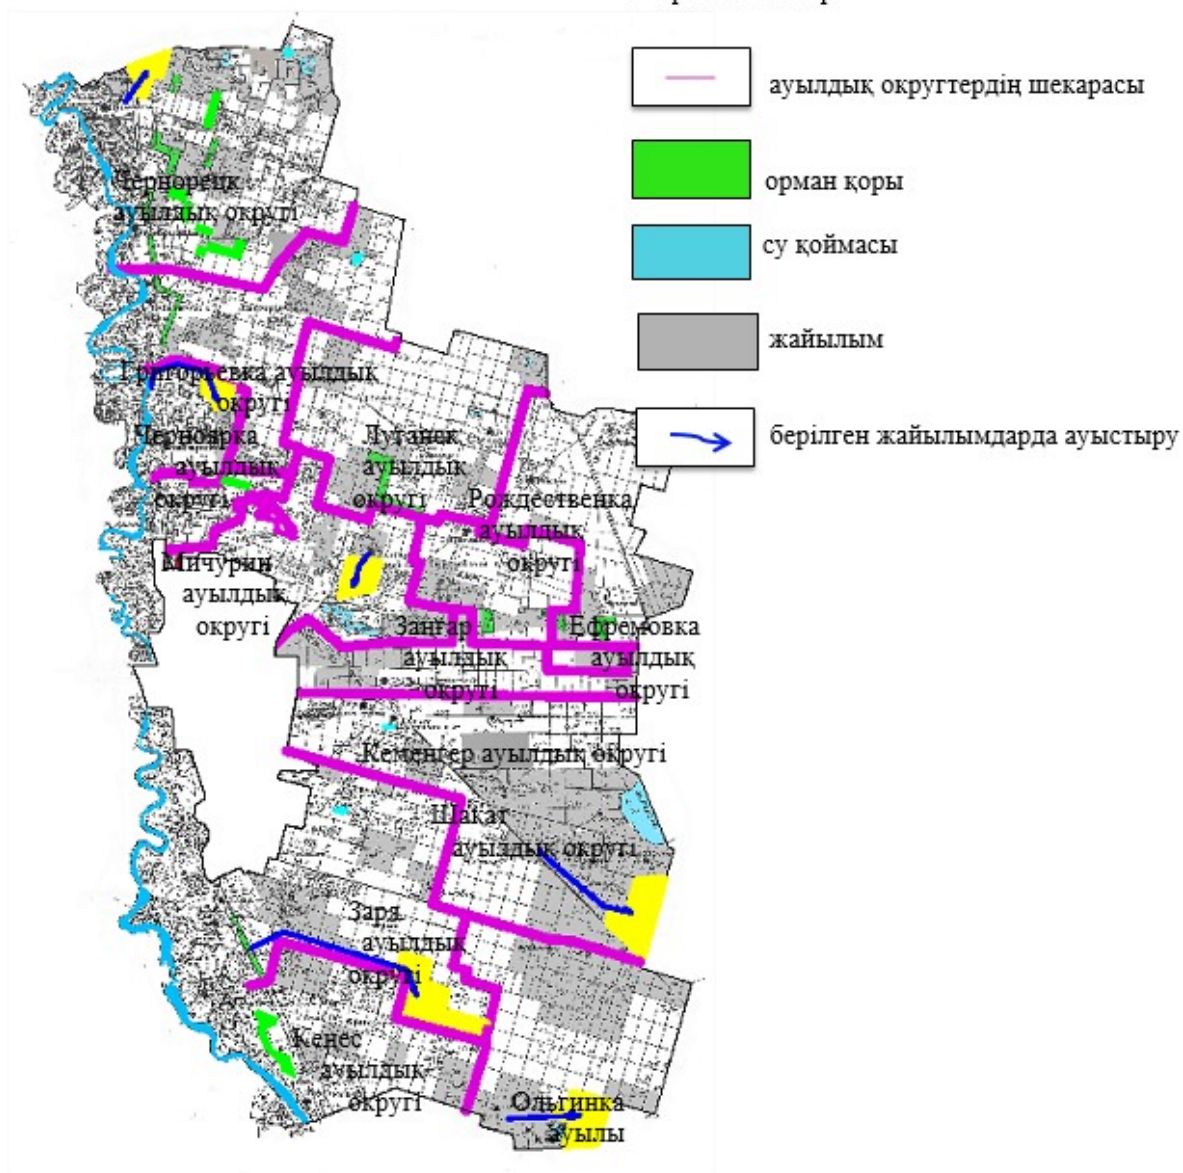 ауылдық округтердің шекарасы
орман қоры
су қоймасы
жайылым
берілген жайылымдарда ауыстыру
Чернорецк
ауылдық округі
Григорьевка ауылдық
округі
Черноярка
ауылдық
округі
Луганск
ауылдық
округі
Рождественка
ауылдық
округі
Мичурин
ауылдық
округі
Заңғар
ауылдық
округі
Ефремовка
ауылдық
округі
Кеменгер ауылдық округі
Шақат
ауылдық округі
Заря
ауылдық
округі
Кеңес
ауылдық
округі
Ольгинка
ауылы